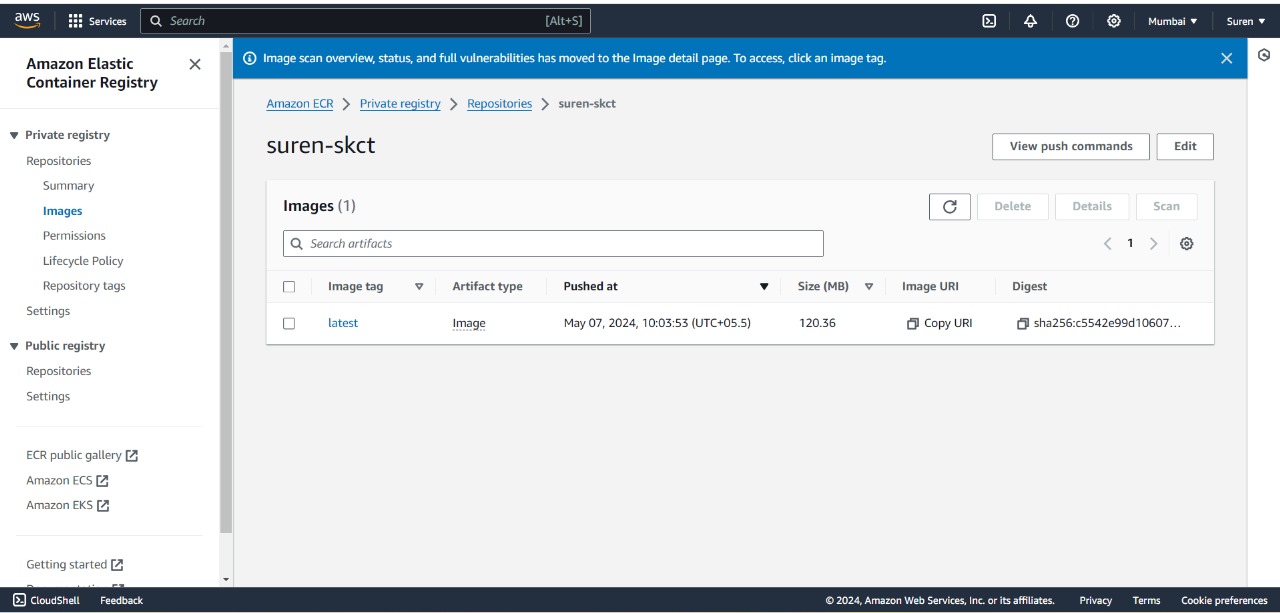 aws
Services
Search [Alt+S]
Mumbai
Suren
Amazon Elastic
Container Registry
Private registry
Repositories
Summary
Images
Permissions
Lifecycle Policy
Repository tags
Settings
Public registry
Repositories
Settings
ECR public gallery
Amazon ECS
Amazon EKS
Getting started
Image scan overview, status, and full vulnerabilities has moved to the Image detail page. To access, click an image tag.
Amazon ECR > Private registry > Repositories > suren-skct
suren-skct
View push commands Edit
Images (1)
Delete Details Scan
Search artifacts
1
Image tag Artifact type Pushed at Size (MB) Image URI Digest
latest Image May 07, 2024, 10:03:53 (UTC+05.5) 120.36 Copy URI sha256:c5542e99d10607...
CloudShell Feedback © 2024, Amazon Web Services, Inc. or its affiliates. Privacy Terms Cookie preferences